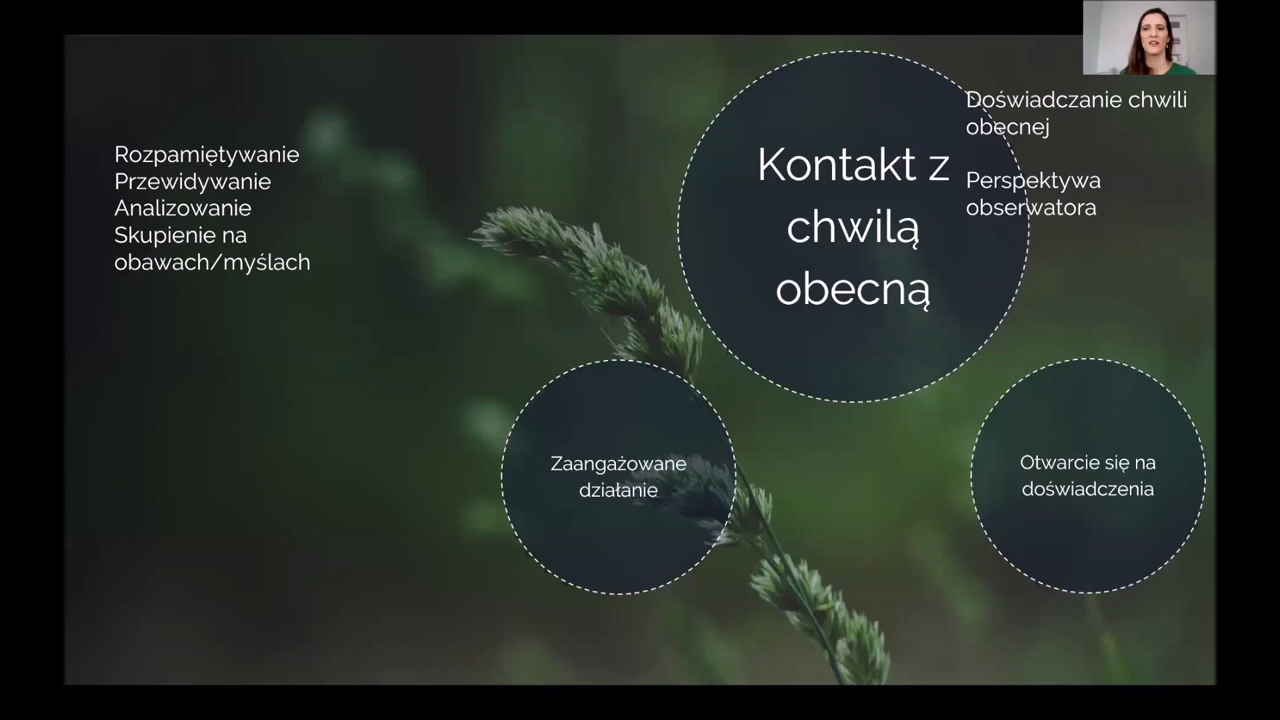 Rozpamiętywanie
Przewidywanie
Analizowanie
Skupienie na
obawach/myślach
Kontakt z
chwilą
obecną
Doświadczanie chwili
obecnej
Perspektywa
obserwatora
Zaangażowane
działanie
Otwarcie się na
doświadczenia